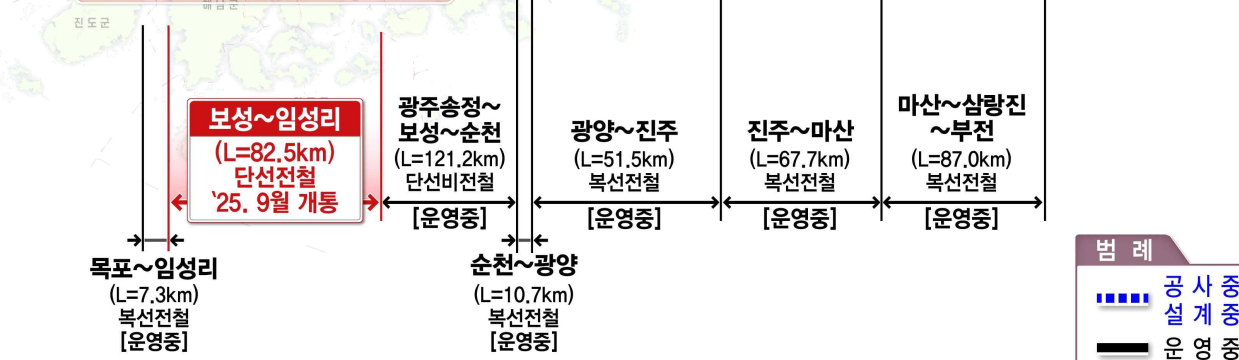 진도군
해남군
보성~임성리
(L=82.5km)
단선전철
‘25. 9월 개통
광주송정~
보성~순천
(L=121.2km)
단선비전철
[운영중]
광양~진주
(L=51.5km)
복선전철
[운영중]
진주~마산
(L=67.7km)
복선전철
[운영중]
마산~삼랑진
~부전
(L=87.0km)
복선전철
[운영중]
목포~임성리
(L=7.3km)
복선전철
[운영중]
순천~광양
(L=10.7km)
복선전철
[운영중]
범 례
공 사 중
설 계 중
운 영 중